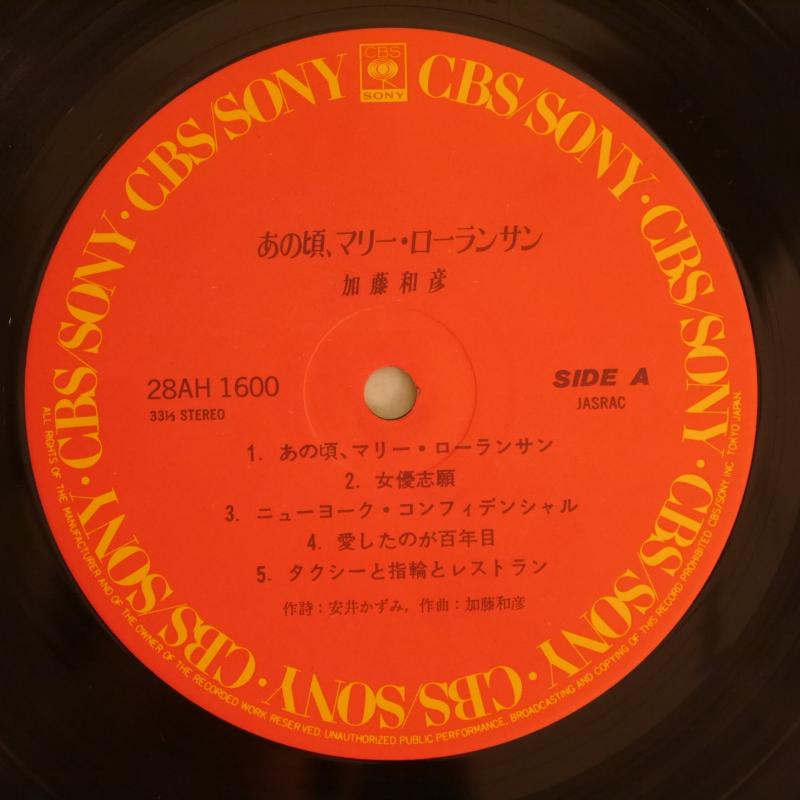 CBS
SONY
CBS/SONY・CBS/SONY・CBS/SONY・CBS/SONY・CBS/SONY・CBS/SONY・CBS/SONY・CBS/SONY
あの頃、マリー・ローランサン
加藤和彦
28AH 1600
33⅓ STEREO
SIDE A
JASRAC
1. あの頃、マリー・ローランサン
2. 女優志願
3. ニューヨーク・コンフィデンシャル
4. 愛したのが百年目
5. タクシーと指輪とレストラン
作詩：安井かずみ, 作曲：加藤和彦
ALL RIGHTS OF THE MANUFACTURER AND OF THE OWNER OF THE RECORDED WORK RESERVED. UNAUTHORIZED PUBLIC PERFORMANCE, BROADCASTING AND COPYING OF THIS RECORD PROHIBITED CBS/SONY INC. TOKYO JAPAN.